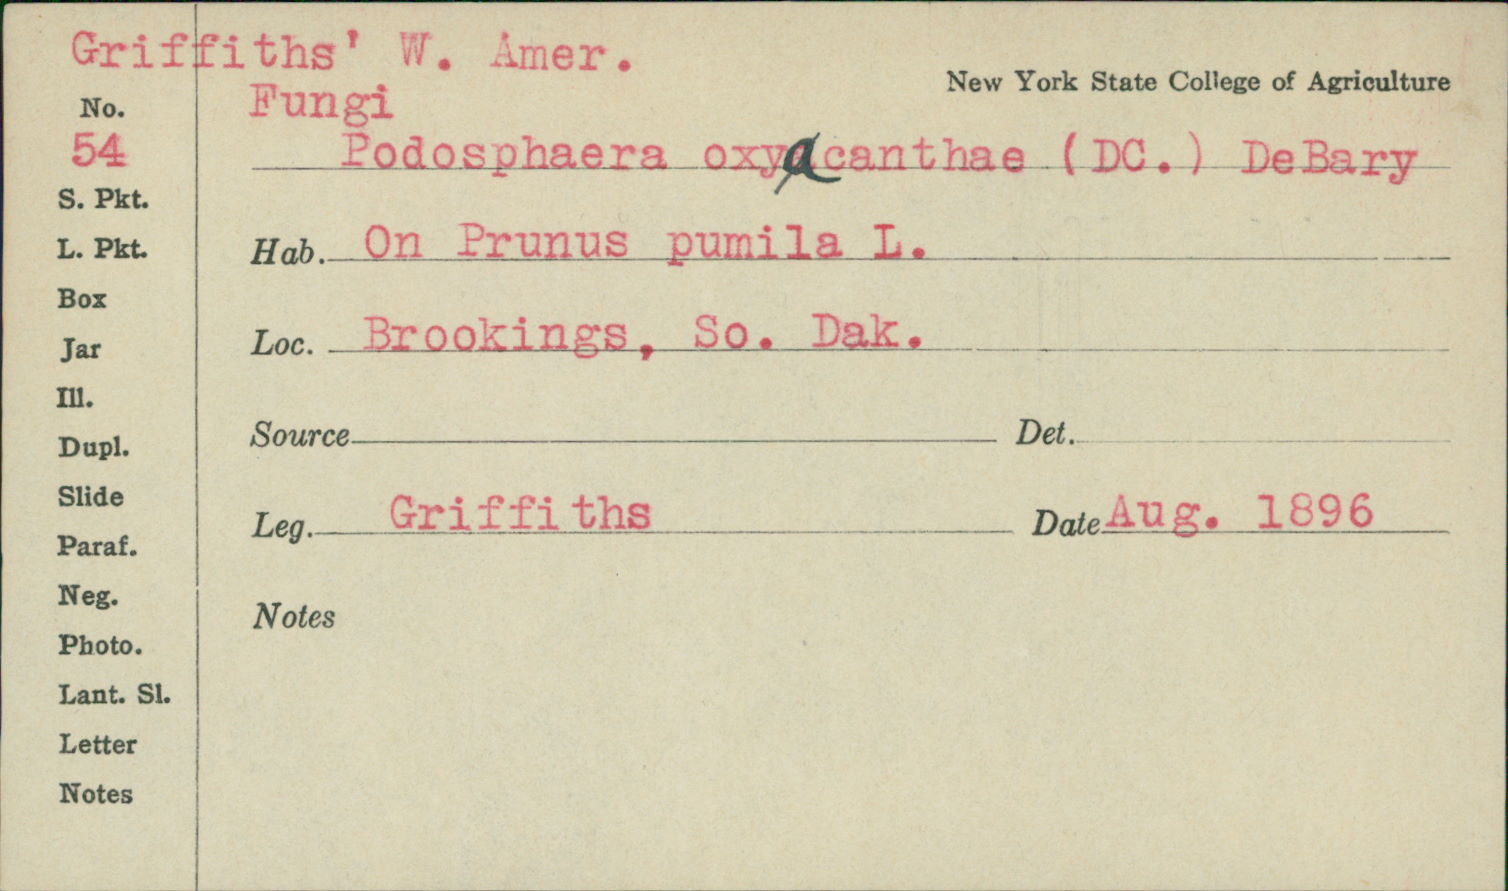 Griffiths' W. Amer.
New York State College of Agriculture
No. Fungi
54 Podosphaera oxyacanthae (DC.) DeBary
S. Pkt.
L. Pkt.
Hab. On Prunus pumila L.
Box
Jar
Loc. Brookings, So. Dak.
Ill.
Dupl.
Source Det.
Slide
Leg. Griffiths Date Aug. 1896
Paraf.
Neg.
Notes
Photo.
Lant. Sl.
Letter
Notes